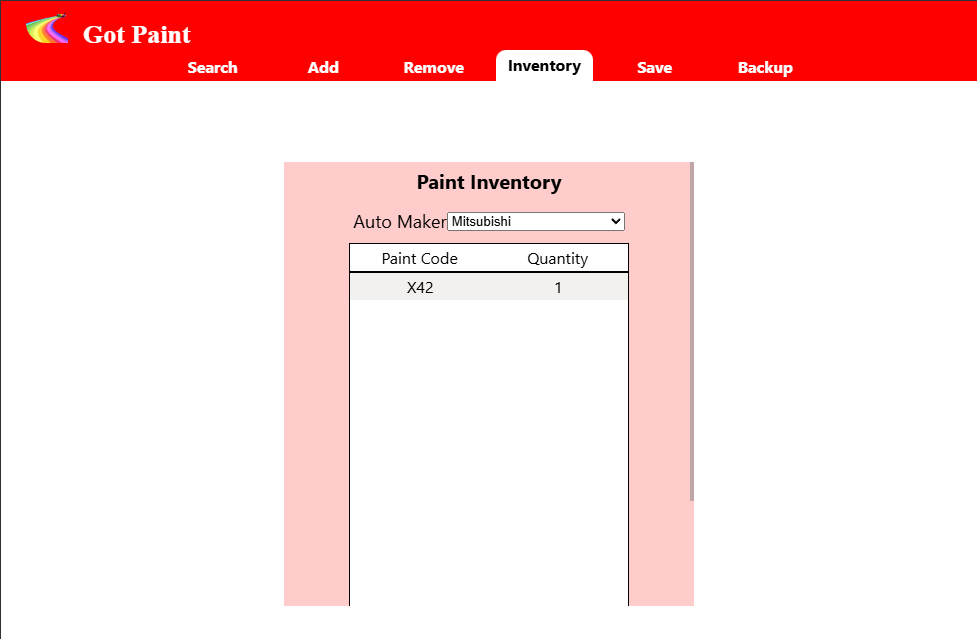 Got Paint
Search Add Remove Inventory Save Backup
Paint Inventory
Auto Maker Mitsubishi
Paint Code Quantity
X42 1